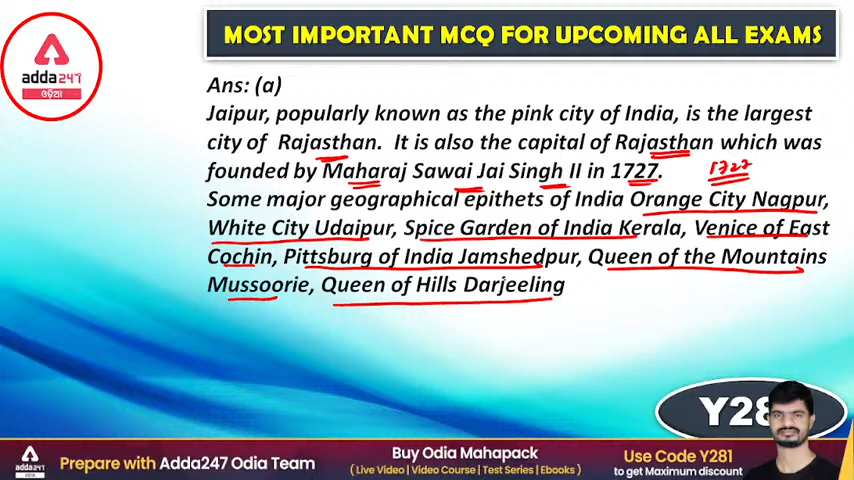 MOST IMPORTANT MCQ FOR UPCOMING ALL EXAMS
adda247
ଓଡ଼ିଆ
Ans: (a)
Jaipur, popularly known as the pink city of India, is the largest
city of Rajasthan. It is also the capital of Rajasthan which was
founded by Maharaj Sawai Jai Singh II in 1727.
1727
Some major geographical epithets of India Orange City Nagpur,
White City Udaipur, Spice Garden of India Kerala, Venice of East
Cochin, Pittsburg of India Jamshedpur, Queen of the Mountains
Mussoorie, Queen of Hills Darjeeling
Y28
adda247
Prepare with Adda247 Odia Team
Buy Odia Mahapack
( Live Video | Video Course | Test Series | Ebooks )
Use Code Y281
to get Maximum discount